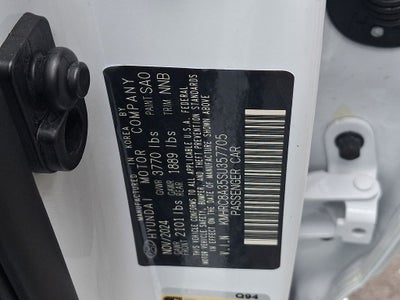 MANUFACTURED IN KOREA BY
HYUNDAI MOTOR COMPANY
NOV/2024 GVWR 3770 lbs PAINT SAO
GAWR FRONT 2101 lbs GAWR REAR 1889 lbs TRIM NNB
THIS VEHICLE CONFORMS TO ALL APPLICABLE U.S.A. FEDERAL
MOTOR VEHICLE SAFETY, BUMPER, AND THEFT PREVENTION STANDARDS
IN EFFECT ON THE DATE OF MANUFACTURE SHOWN ABOVE.
V.I.N KMHRC8A35SU357705
PASSENGER CAR
Q94